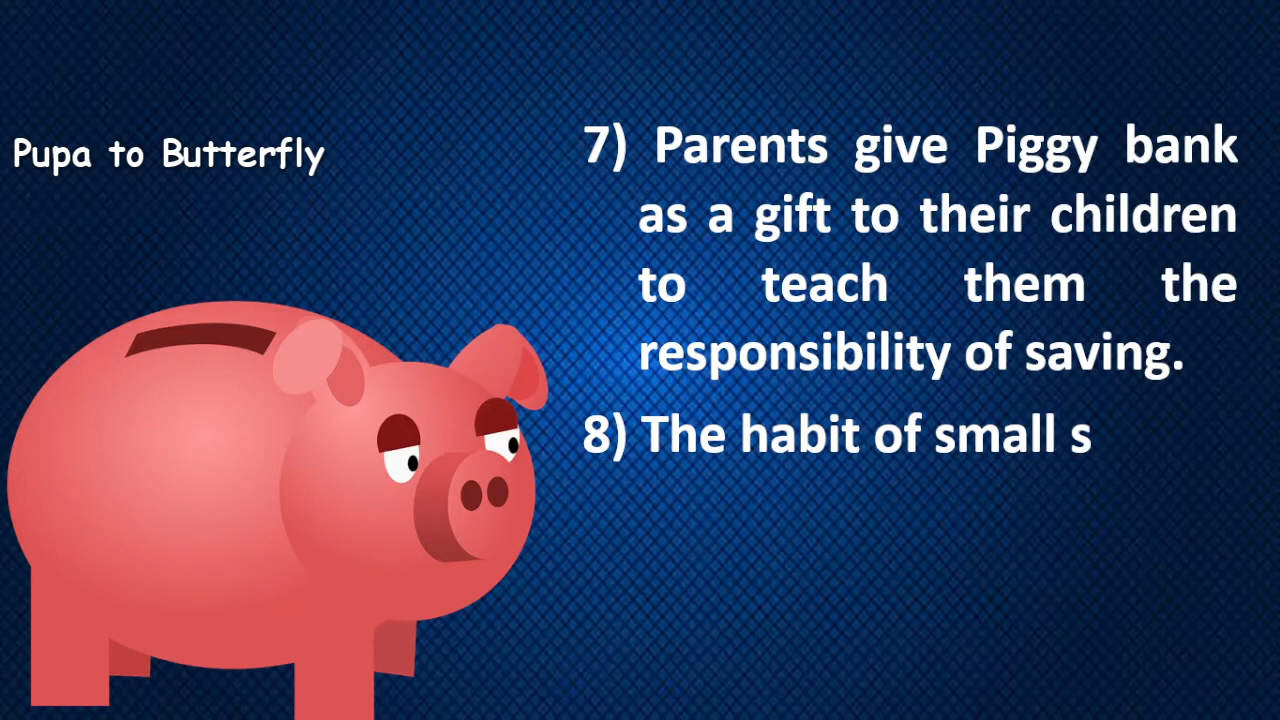 Pupa to Butterfly
7) Parents give Piggy bank
as a gift to their children
to teach them the
responsibility of saving.
8) The habit of small s